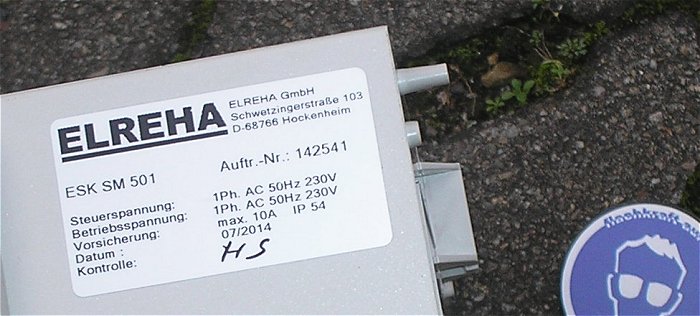 ELREHA
ELREHA GmbH
Schwetzingerstraße 103
D-68766 Hockenheim
ESK SM 501
Auftr.-Nr.: 142541
Steuerspannung: 1Ph. AC 50Hz 230V
Betriebsspannung: 1Ph. AC 50Hz 230V
Vorsicherung: max. 10A IP 54
Datum : 07/2014
Kontrolle: HS